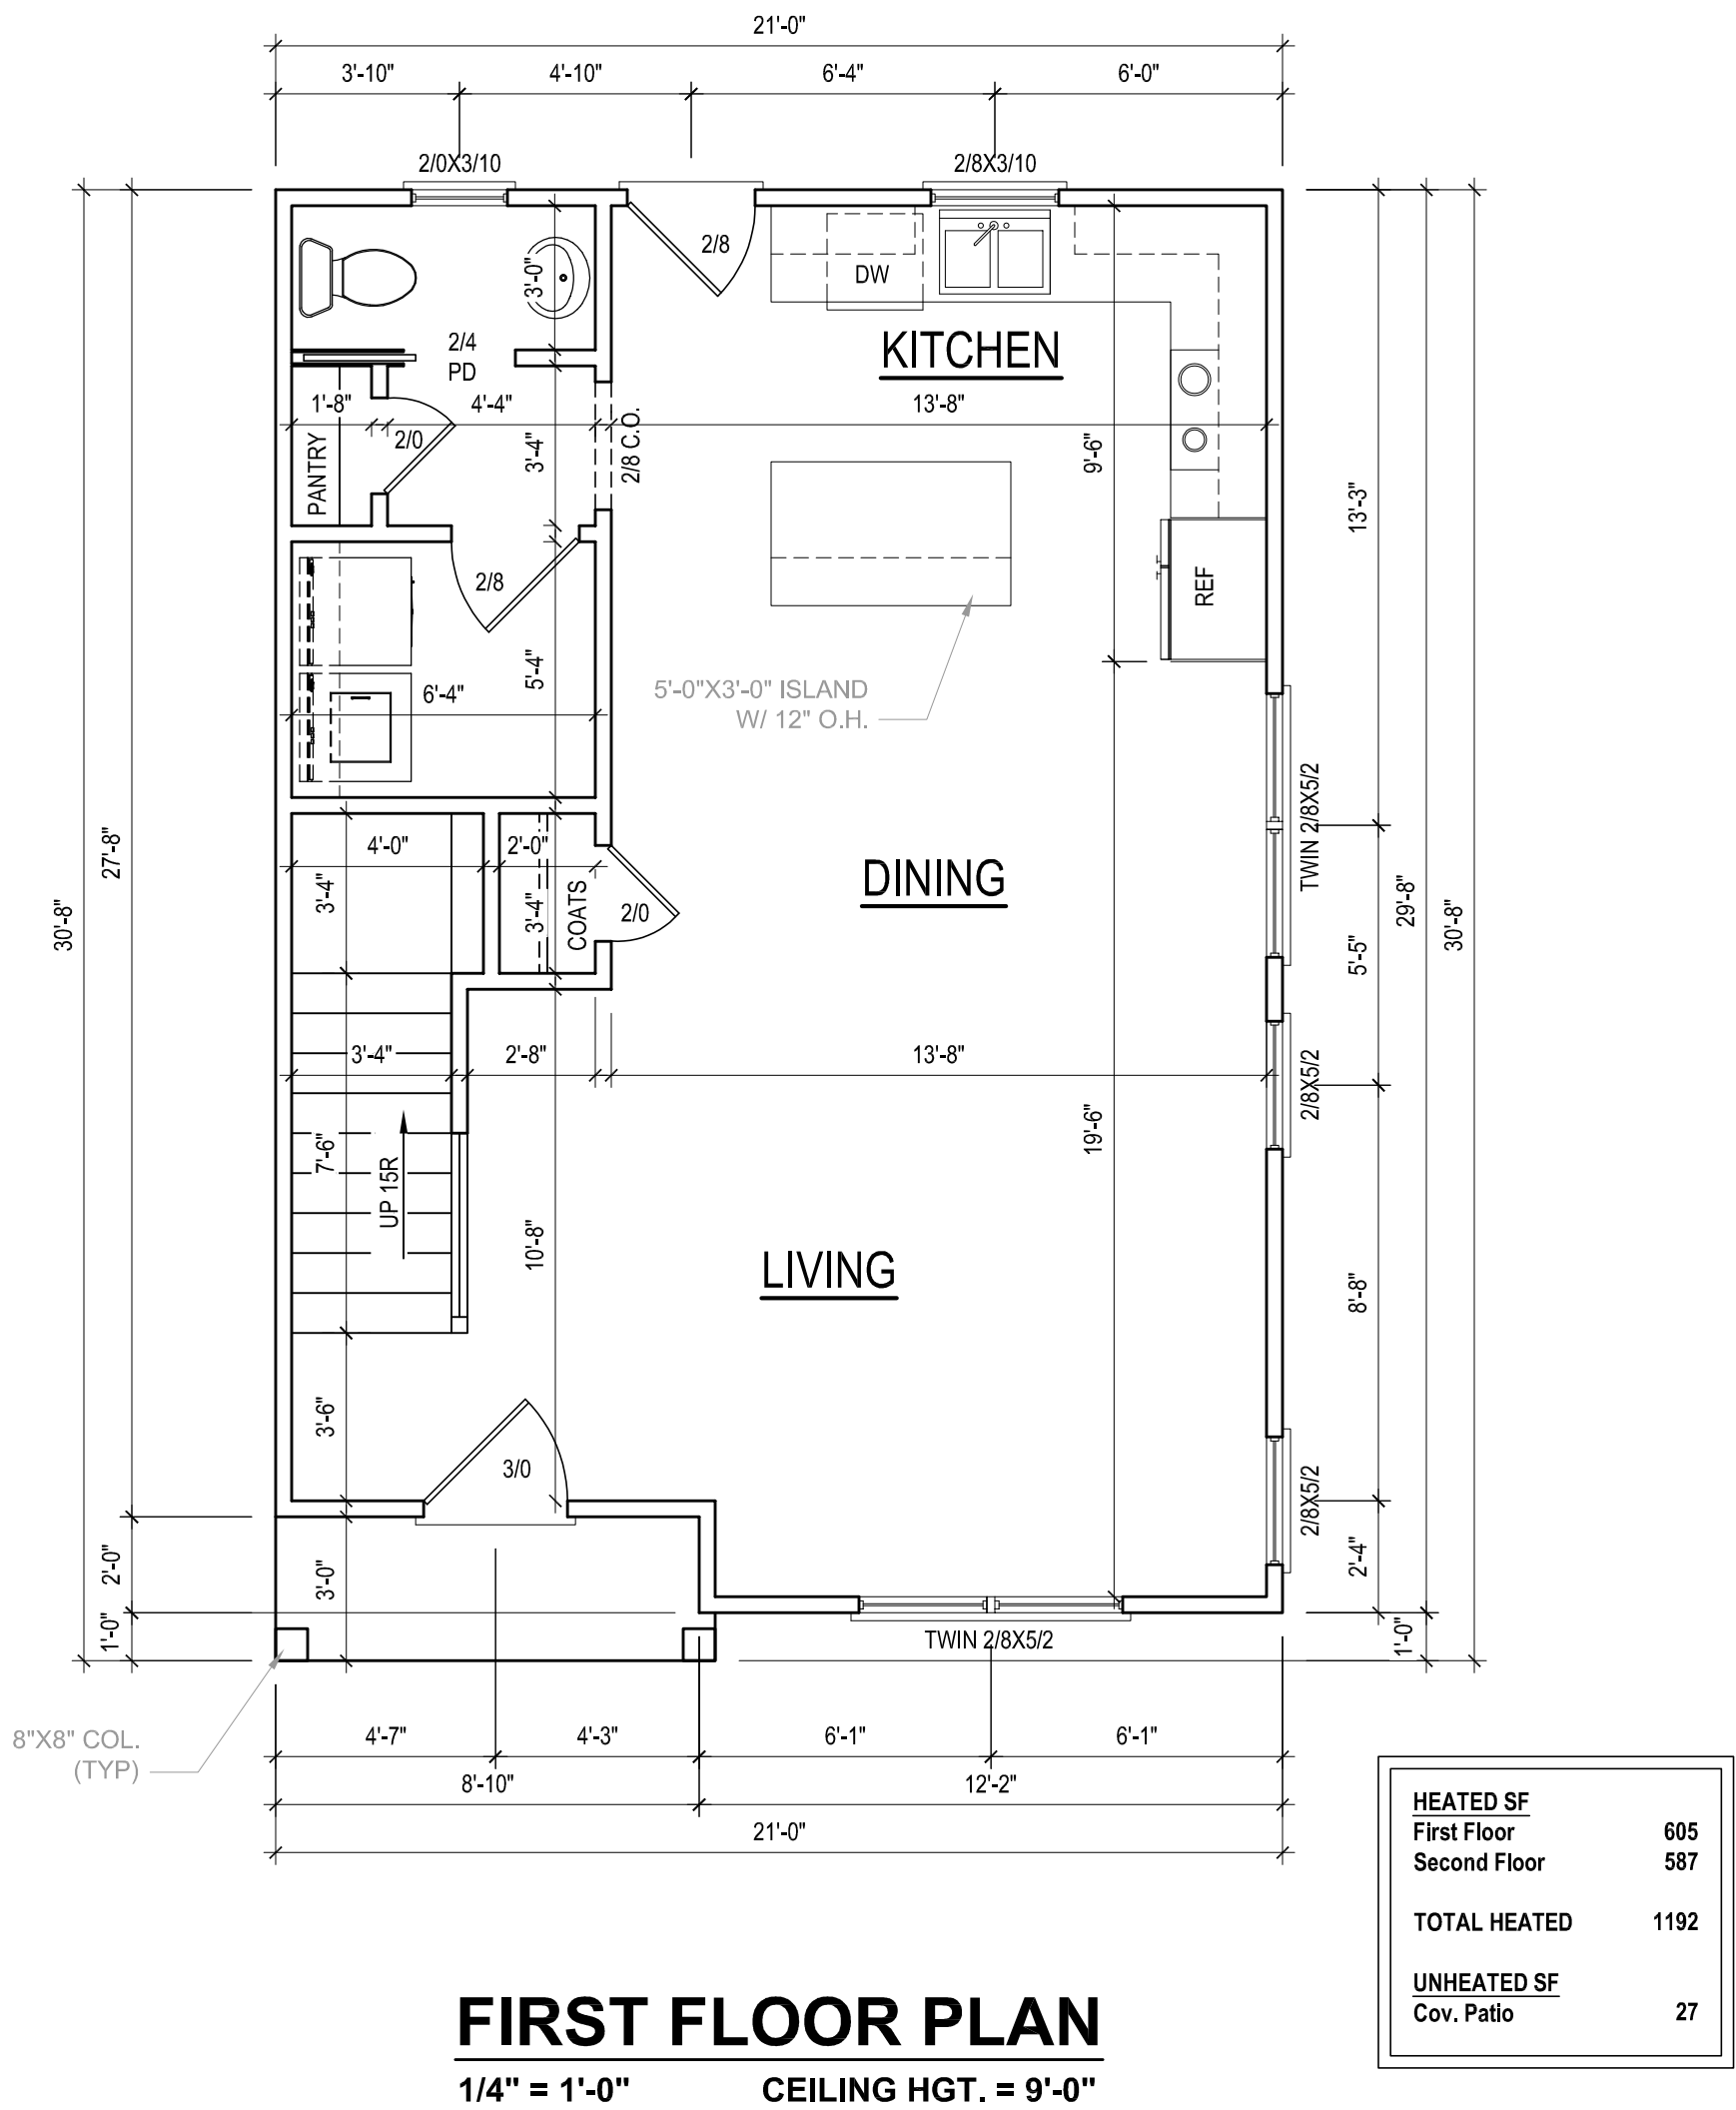 21'-0"
3'-10" 4'-10" 6'-4" 6'-0"
2/0X3/10 2/8X3/10
2/8
DW
3'-0"
KITCHEN
2/4
PD
1'-8" 4'-4" 13'-8"
2/0
PANTRY
3'-4"
2/8 C.O.
9'-6"
13'-3"
2/8
REF
5'-4"
6'-4"
5'-0"X3'-0" ISLAND
W/ 12" O.H.
TWIN 2/8X5/2
27'-8"
30'-8"
4'-0" 2'-0"
3'-4"
3'-4"
COATS
2/0
DINING
29'-8"
30'-8"
5'-5"
3'-4" 2'-8" 13'-8"
2/8X5/2
19'-6"
7'-6"
UP 15R
10'-8"
LIVING
8'-8"
3'-6"
3/0
2/8X5/2
2'-0"
3'-0"
2'-4"
1'-0"
1'-0"
TWIN 2/8X5/2
8"X8" COL.
(TYP)
4'-7" 4'-3" 6'-1" 6'-1"
8'-10" 12'-2"
21'-0"
HEATED SF
First Floor 605
Second Floor 587
TOTAL HEATED 1192
UNHEATED SF
Cov. Patio 27
FIRST FLOOR PLAN
1/4" = 1'-0" CEILING HGT. = 9'-0"